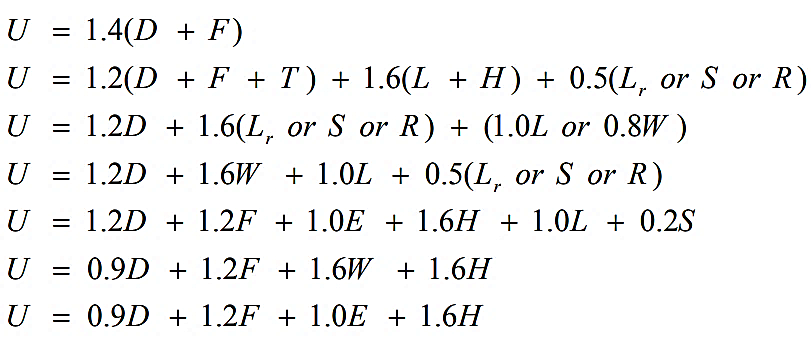 U = 1.4(D + F)
U = 1.2(D + F + T) + 1.6(L + H) + 0.5(Lᵣ or S or R)
U = 1.2D + 1.6(Lᵣ or S or R) + (1.0L or 0.8W)
U = 1.2D + 1.6W + 1.0L + 0.5(Lᵣ or S or R)
U = 1.2D + 1.2F + 1.0E + 1.6H + 1.0L + 0.2S
U = 0.9D + 1.2F + 1.6W + 1.6H
U = 0.9D + 1.2F + 1.0E + 1.6H